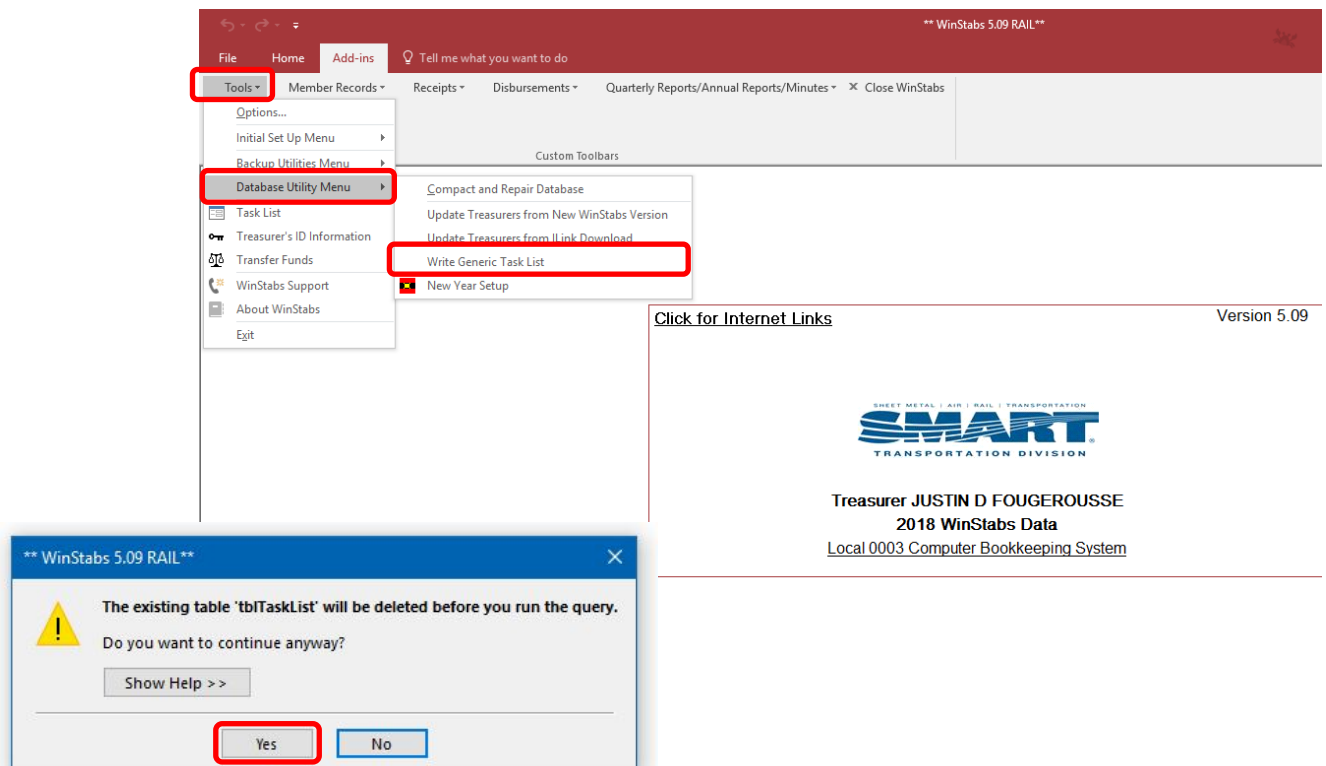 ** WinStabs 5.09 RAIL**
File Home Add-ins Tell me what you want to do
Tools Member Records Receipts Disbursements Quarterly Reports/Annual Reports/Minutes × Close WinStabs
Options...
Initial Set Up Menu
Custom Toolbars
Backup Utilities Menu
Database Utility Menu
Task List
Treasurer's ID Information
Transfer Funds
WinStabs Support
About WinStabs
Exit
Compact and Repair Database
Update Treasurers from New WinStabs Version
Update Treasurers from ILink Download
Write Generic Task List
New Year Setup
Click for Internet Links
Version 5.09
SHEET METAL | AIR | RAIL | TRANSPORTATION
SMART
TRANSPORTATION DIVISION
Treasurer JUSTIN D FOUGEROUSSE
2018 WinStabs Data
Local 0003 Computer Bookkeeping System
** WinStabs 5.09 RAIL**
The existing table 'tblTaskList' will be deleted before you run the query.
Do you want to continue anyway?
Show Help >>
Yes No